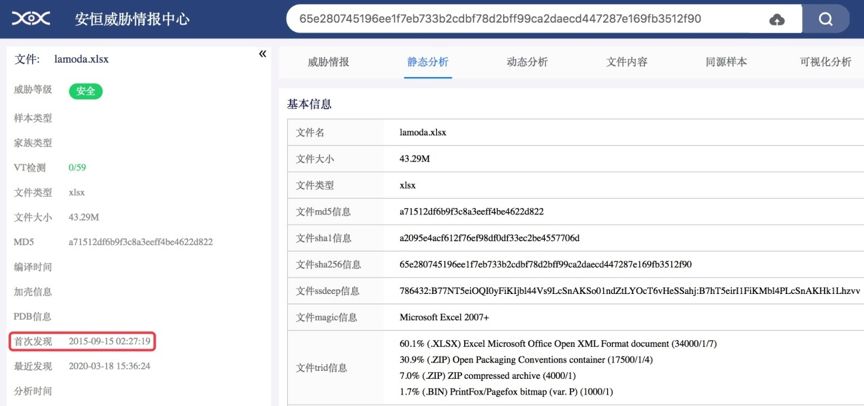 安恒威胁情报中心
65e280745196ee1f7eb733b2cdbf78d2bff99ca2daecd447287e169fb3512f90
文件: lamoda.xlsx
«
威胁等级 安全
样本类型
家族类型
VT检测 0/59
文件类型 xlsx
文件大小 43.29M
MD5 a71512df6b9f3c8a3eeff4be4622d822
编译时间
加壳信息
PDB信息
首次发现 2015-09-15 02:27:19
最近发现 2020-03-18 15:36:24
分析时间
威胁情报 静态分析 动态分析 文件内容 同源样本 可视化分析
基本信息
文件名 lamoda.xlsx
文件大小 43.29M
文件类型 xlsx
文件md5信息 a71512df6b9f3c8a3eeff4be4622d822
文件sha1信息 a2095e4acf612f76ef98df0df33ec2be4557706d
文件sha256信息 65e280745196ee1f7eb733b2cdbf78d2bff99ca2daecd447287e169fb3512f90
文件ssdeep信息 786432:B77NT5eiOQI0yFiKIjbl44Vs9LcSnAKSo01ndZtLYOcT6vHeSSahj:B7hT5eirI1FiKMbl4PLcSnAKHk1Lhzvv
文件magic信息 Microsoft Excel 2007+
文件trid信息
60.1% (.XLSX) Excel Microsoft Office Open XML Format document (34000/1/7)
30.9% (.ZIP) Open Packaging Conventions container (17500/1/4)
7.0% (.ZIP) ZIP compressed archive (4000/1)
1.7% (.BIN) PrintFox/Pagefox bitmap (var. P) (1000/1)